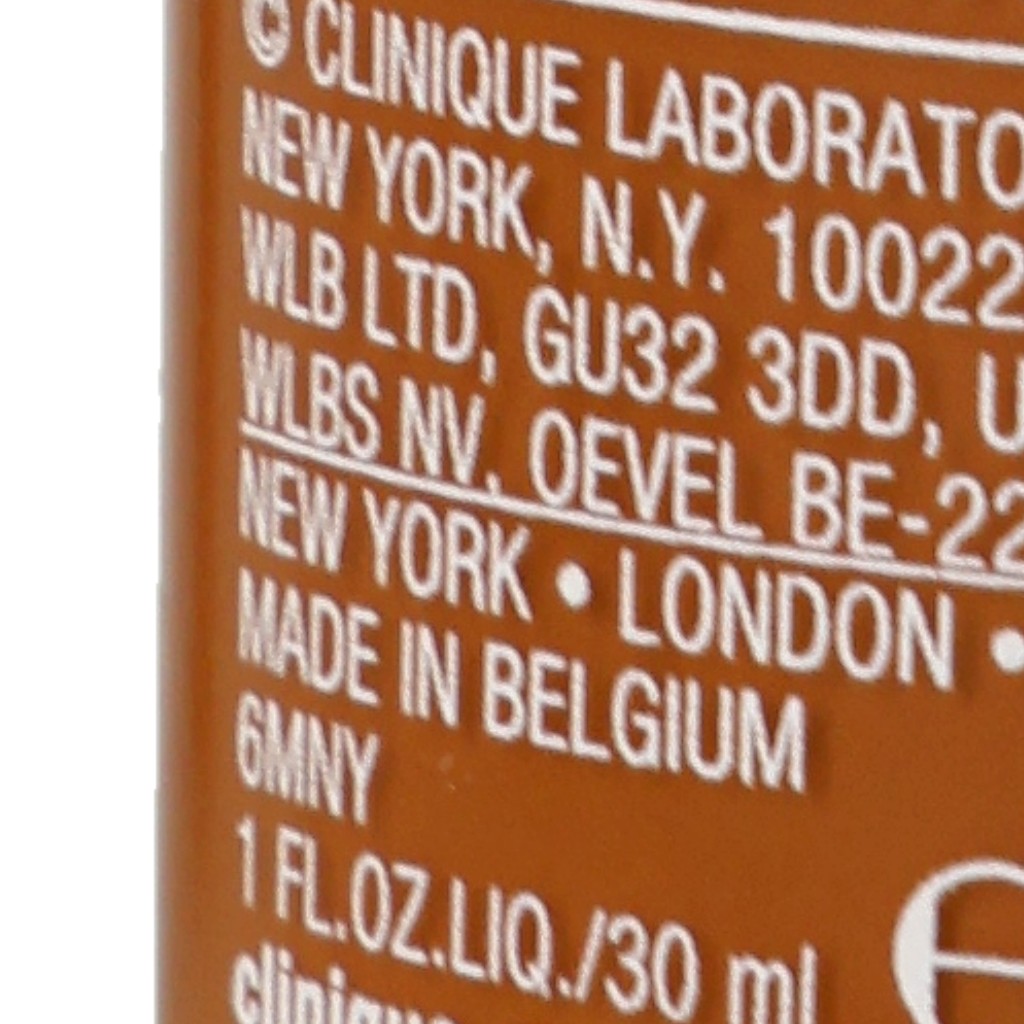 © CLINIQUE LABORATO
NEW YORK, N.Y. 10022
WLB LTD, GU32 3DD, U
WLBS NV, OEVEL BE-22
NEW YORK • LONDON •
MADE IN BELGIUM
6MNY
1 FL.OZ.LIQ./30 ml e
clinique